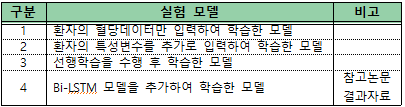 구분 실험 모델 비고
1 환자의 혈당데이터만 입력하여 학습한 모델
2 환자의 특성변수를 추가로 입력하여 학습한 모델
3 선행학습을 수행 후 학습한 모델
4 Bi-LSTM 모델을 추가하여 학습한 모델 참고논문
결과자료